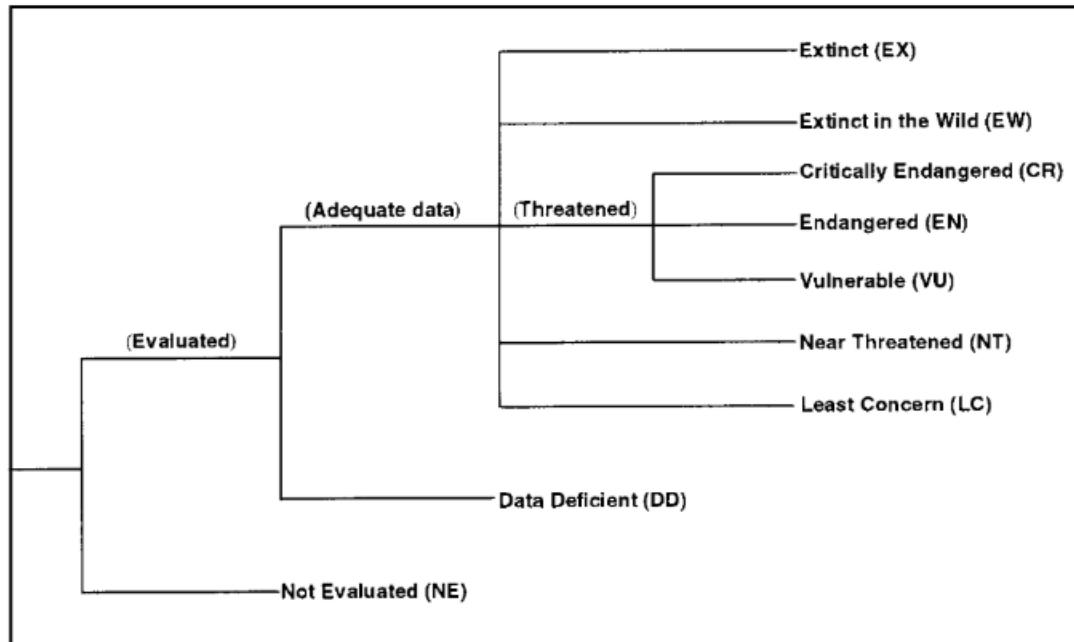 Extinct (EX)
Extinct in the Wild (EW)
Critically Endangered (CR)
(Adequate data)
(Threatened)
Endangered (EN)
Vulnerable (VU)
(Evaluated)
Near Threatened (NT)
Least Concern (LC)
Data Deficient (DD)
Not Evaluated (NE)